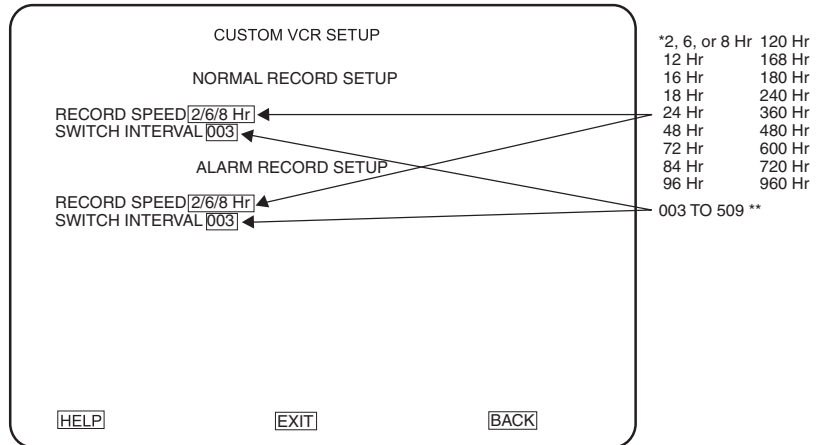 CUSTOM VCR SETUP
NORMAL RECORD SETUP
RECORD SPEED 2/6/8 Hr
SWITCH INTERVAL 003
ALARM RECORD SETUP
RECORD SPEED 2/6/8 Hr
SWITCH INTERVAL 003
HELP EXIT BACK
*2, 6, or 8 Hr 120 Hr
12 Hr 168 Hr
16 Hr 180 Hr
18 Hr 240 Hr
24 Hr 360 Hr
48 Hr 480 Hr
72 Hr 600 Hr
84 Hr 720 Hr
96 Hr 960 Hr
003 TO 509 **